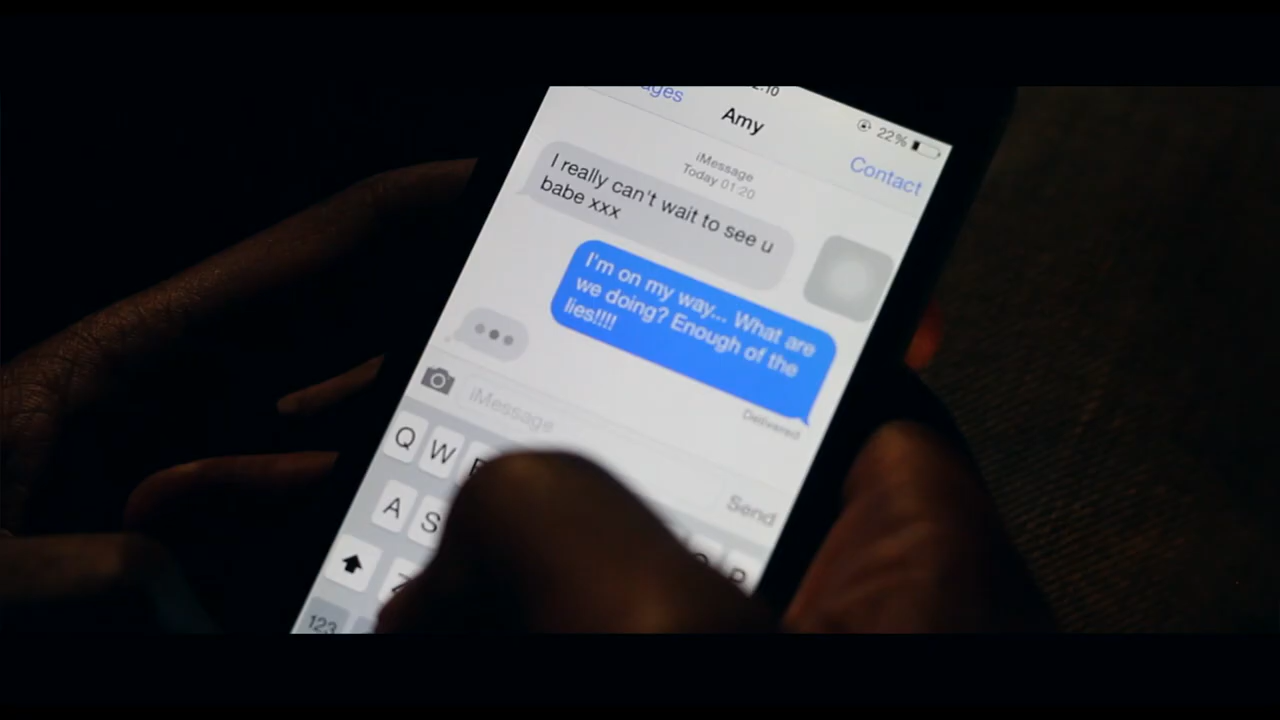 22%
Amy
Contact
iMessage
Today 01:20
I really can't wait to see u
babe xxx
I'm on my way... What are
we doing? Enough of the
lies!!!!
Delivered
iMessage
Send
Q W
A S
Z
P
123